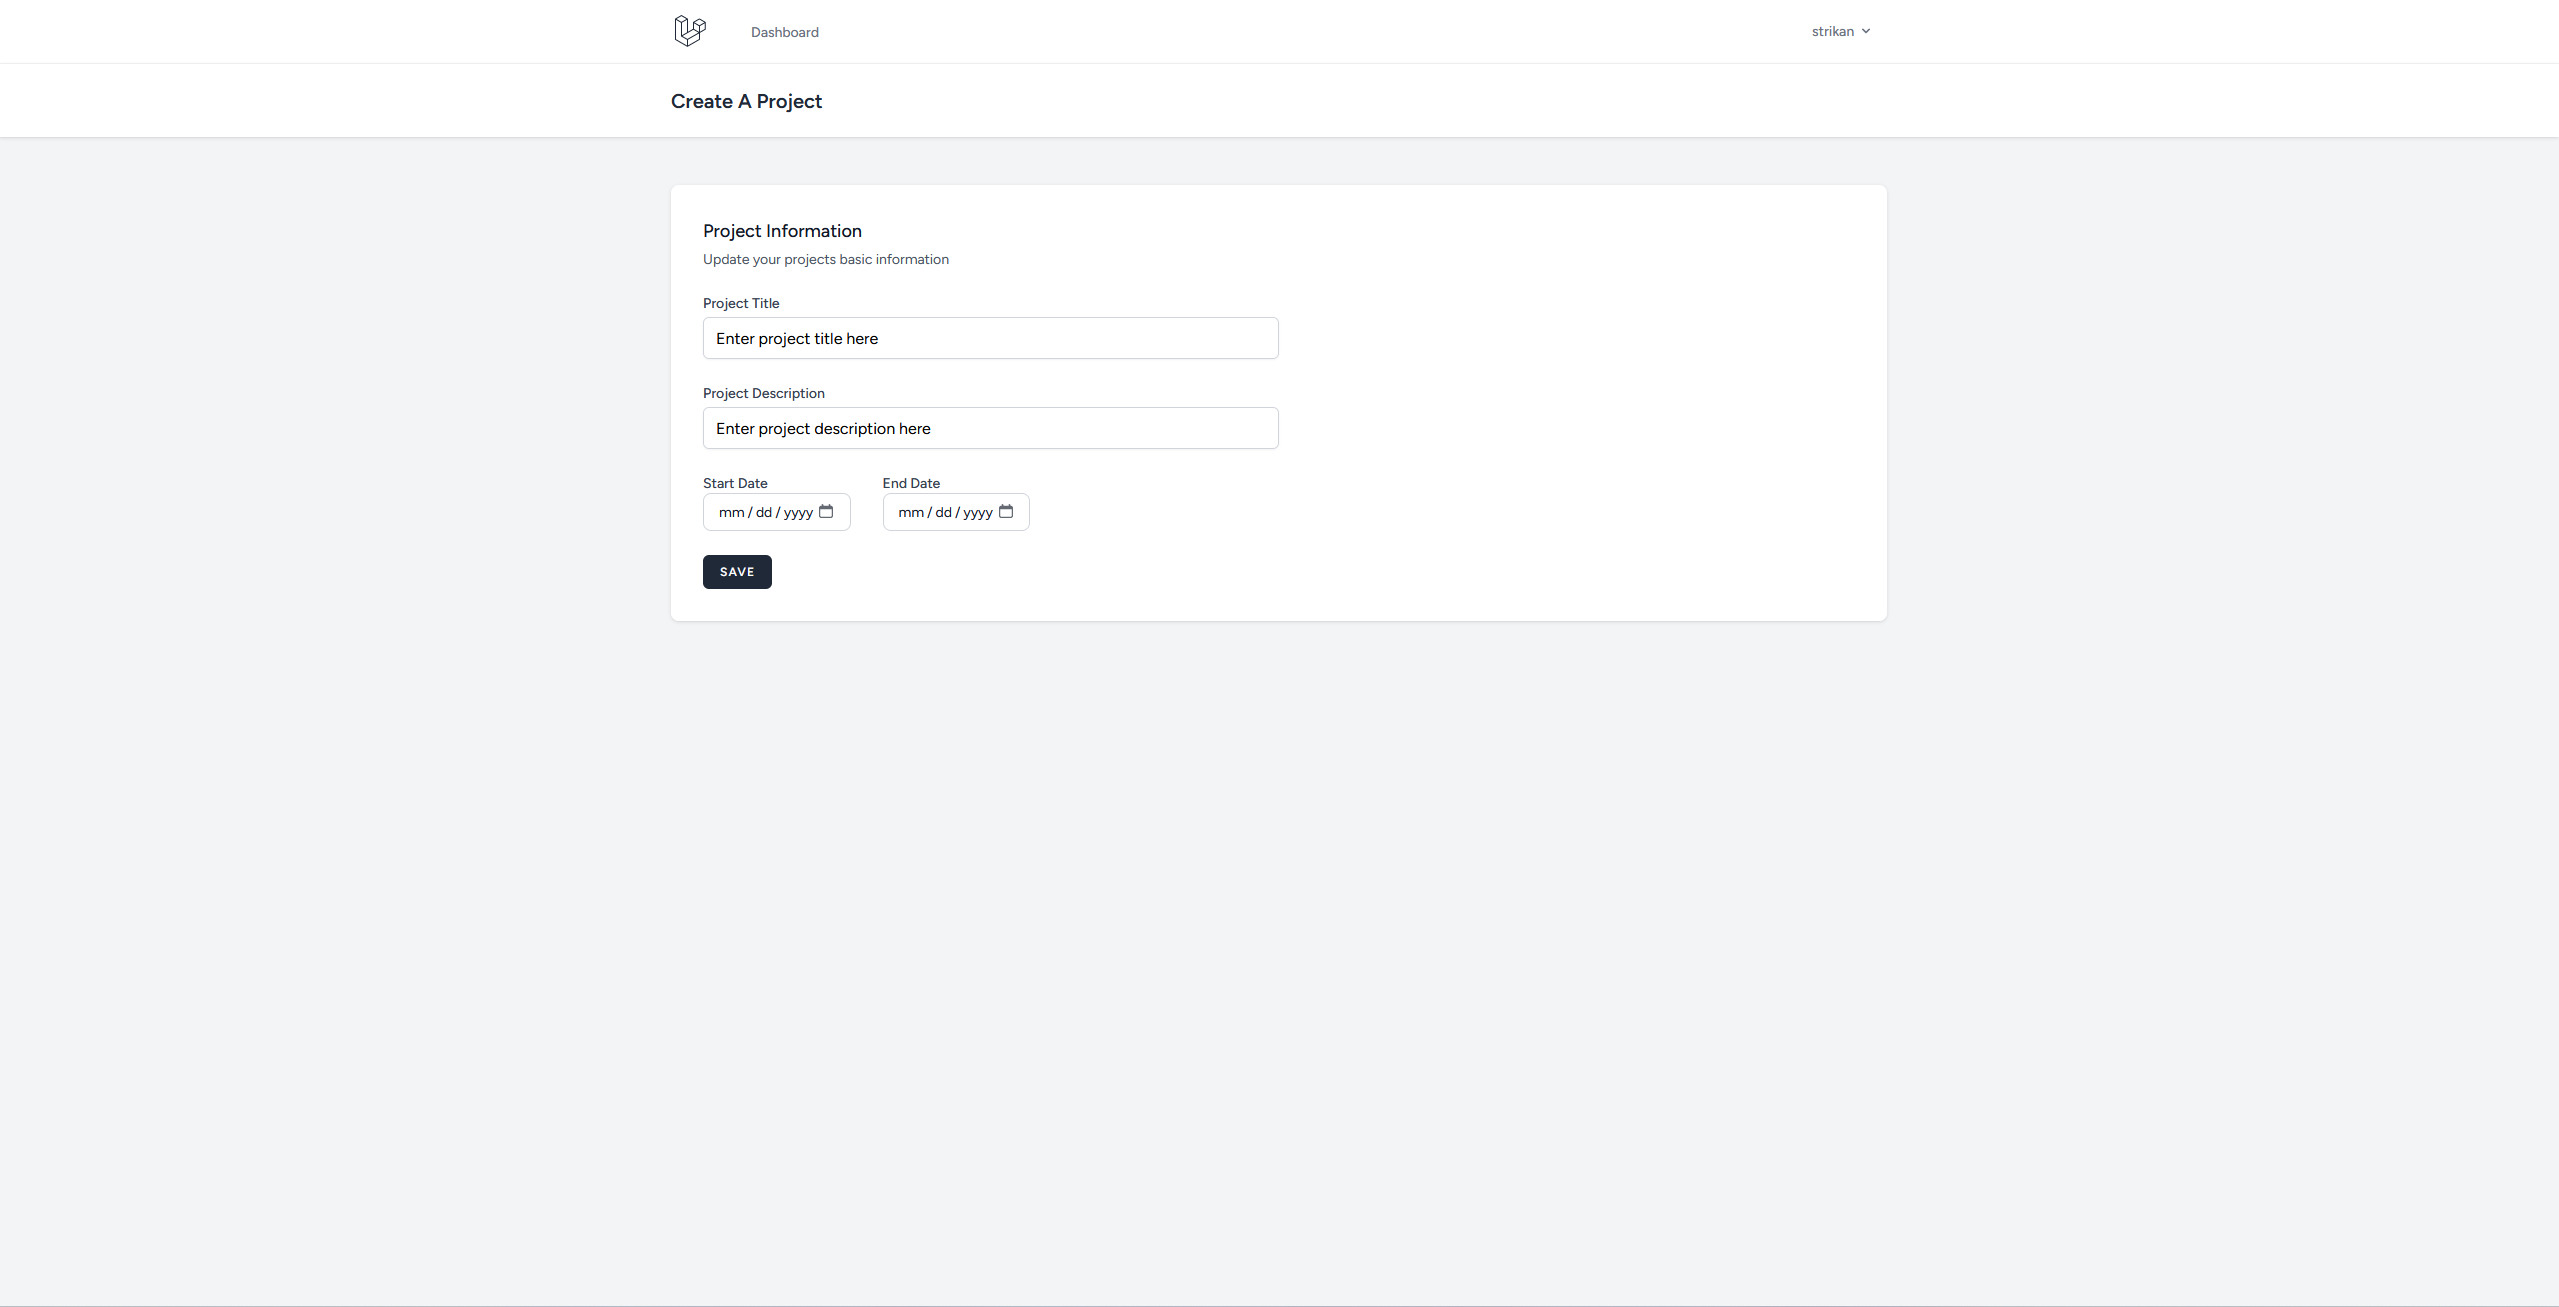 Dashboard
strikan
Create A Project
Project Information
Update your projects basic information
Project Title
Enter project title here
Project Description
Enter project description here
Start Date End Date
mm / dd / yyyy mm / dd / yyyy
SAVE